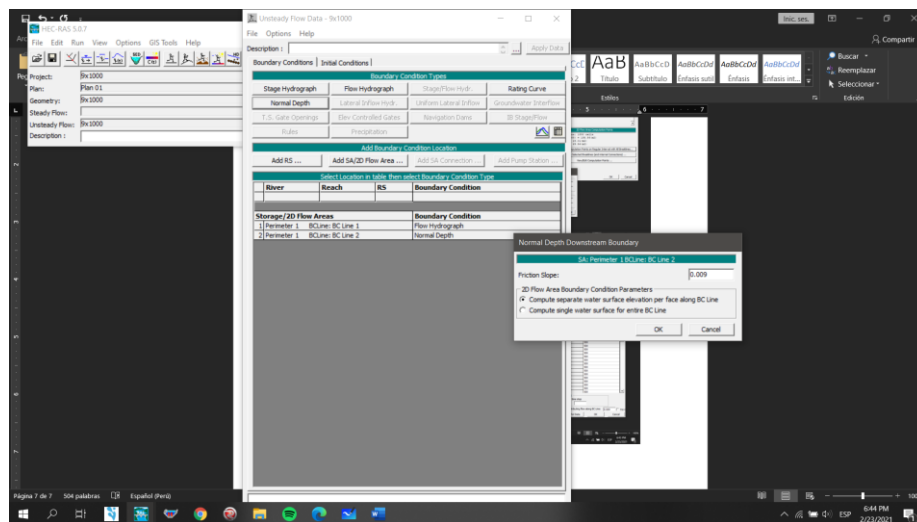 HEC-RAS 5.0.7
File Edit Run View Options GIS Tools Help
Project: 9x1000
Plan: Plan 01
Geometry: 9x1000
Steady Flow:
Unsteady Flow: 9x1000
Description :
Unsteady Flow Data - 9x1000
File Options Help
Description :
... Apply Data
Boundary Conditions Initial Conditions
Boundary Condition Types
Stage Hydrograph Flow Hydrograph Stage/Flow Hydr. Rating Curve
Normal Depth Lateral Inflow Hydr. Uniform Lateral Inflow Groundwater Interflow
T.S. Gate Openings Elev Controlled Gates Navigation Dams IB Stage/Flow
Rules Precipitation
Add Boundary Condition Location
Add RS ... Add SA/2D Flow Area ... Add SA Connection ... Add Pump Station ...
Select Location in table then select Boundary Condition Type
River Reach RS Boundary Condition
Storage/2D Flow Areas Boundary Condition
1 Perimeter 1 BCLine: BC Line 1 Flow Hydrograph
2 Perimeter 1 BCLine: BC Line 2 Normal Depth
Normal Depth Downstream Boundary
SA: Perimeter 1 BCLine: BC Line 2
Friction Slope: 0.009
2D Flow Area Boundary Condition Parameters
Compute separate water surface elevation per face along BC Line
Compute single water surface for entire BC Line
OK Cancel
Inic. ses.
Compartir
AaB AaBbCcD AaBbCcDd AaBbCcDd AaBbCcDd
Título Subtítulo Énfasis sutil Énfasis Énfasis int...
Estilos
Buscar
Reemplazar
Seleccionar
Edición
Página 7 de 7 504 palabras Español (Perú)
100
ESP
6:44 PM
2/23/2021